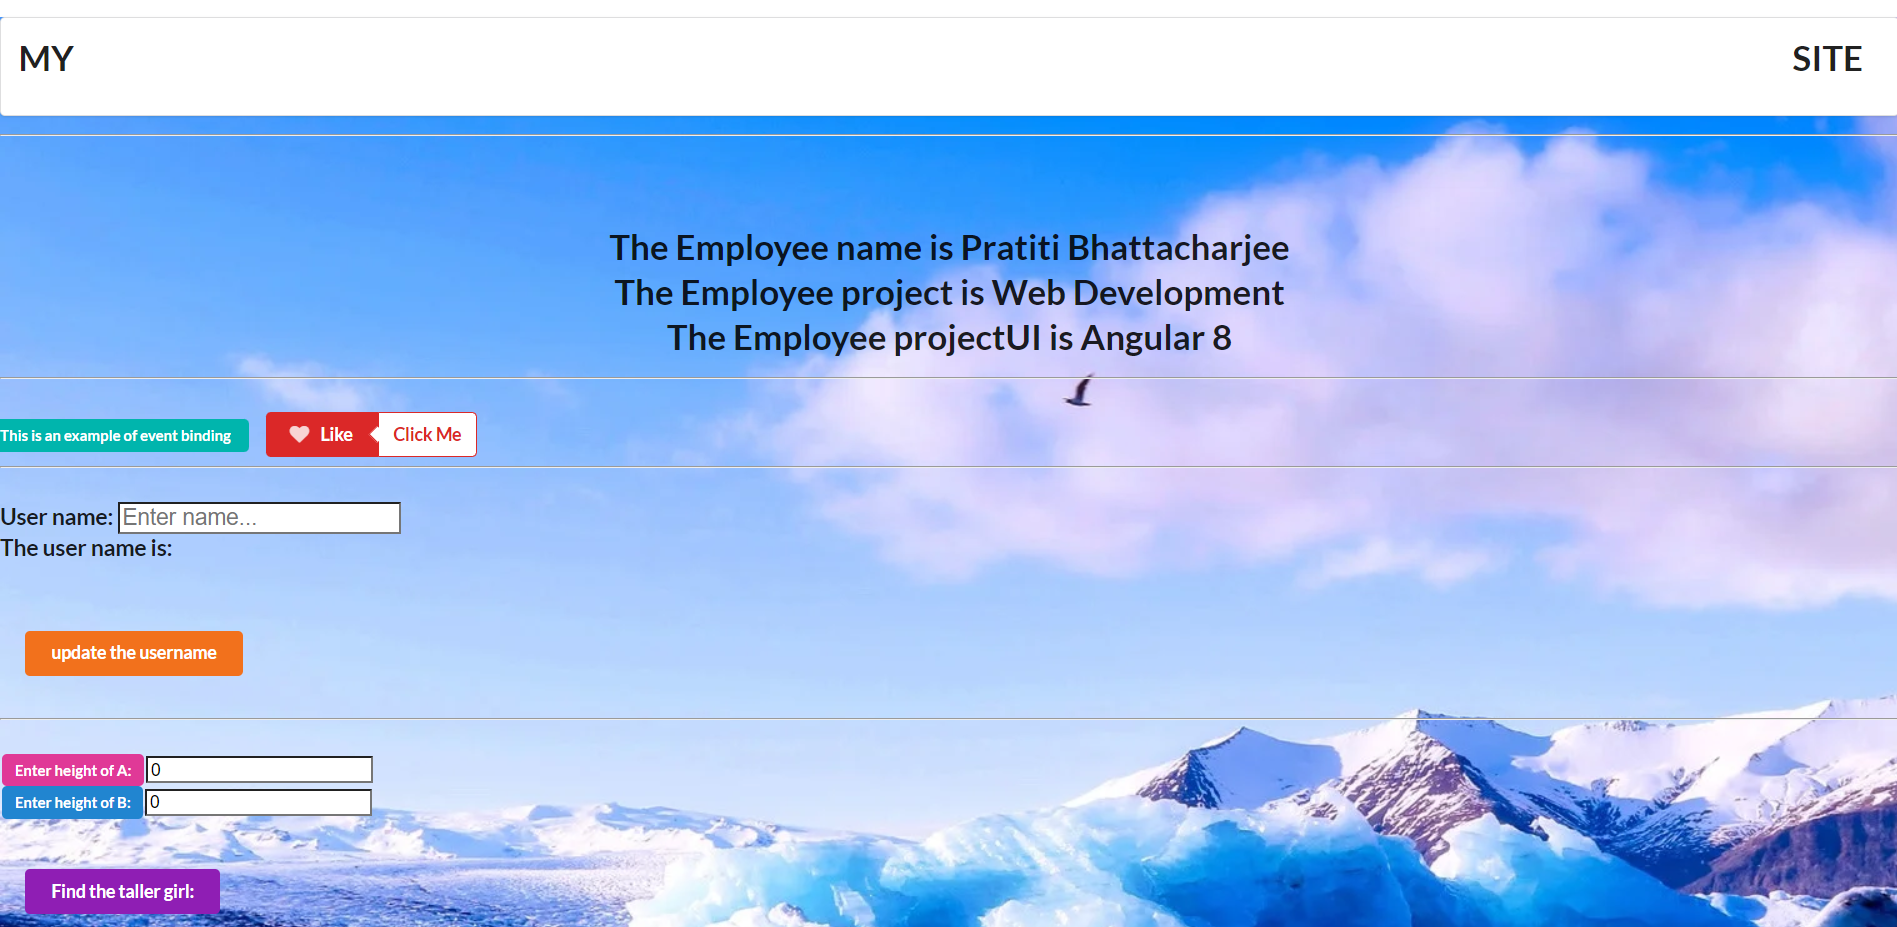 MY SITE
The Employee name is Pratiti Bhattacharjee
The Employee project is Web Development
The Employee projectUI is Angular 8
This is an example of event binding Like Click Me
User name: Enter name...
The user name is:
update the username
Enter height of A: 0
Enter height of B: 0
Find the taller girl: